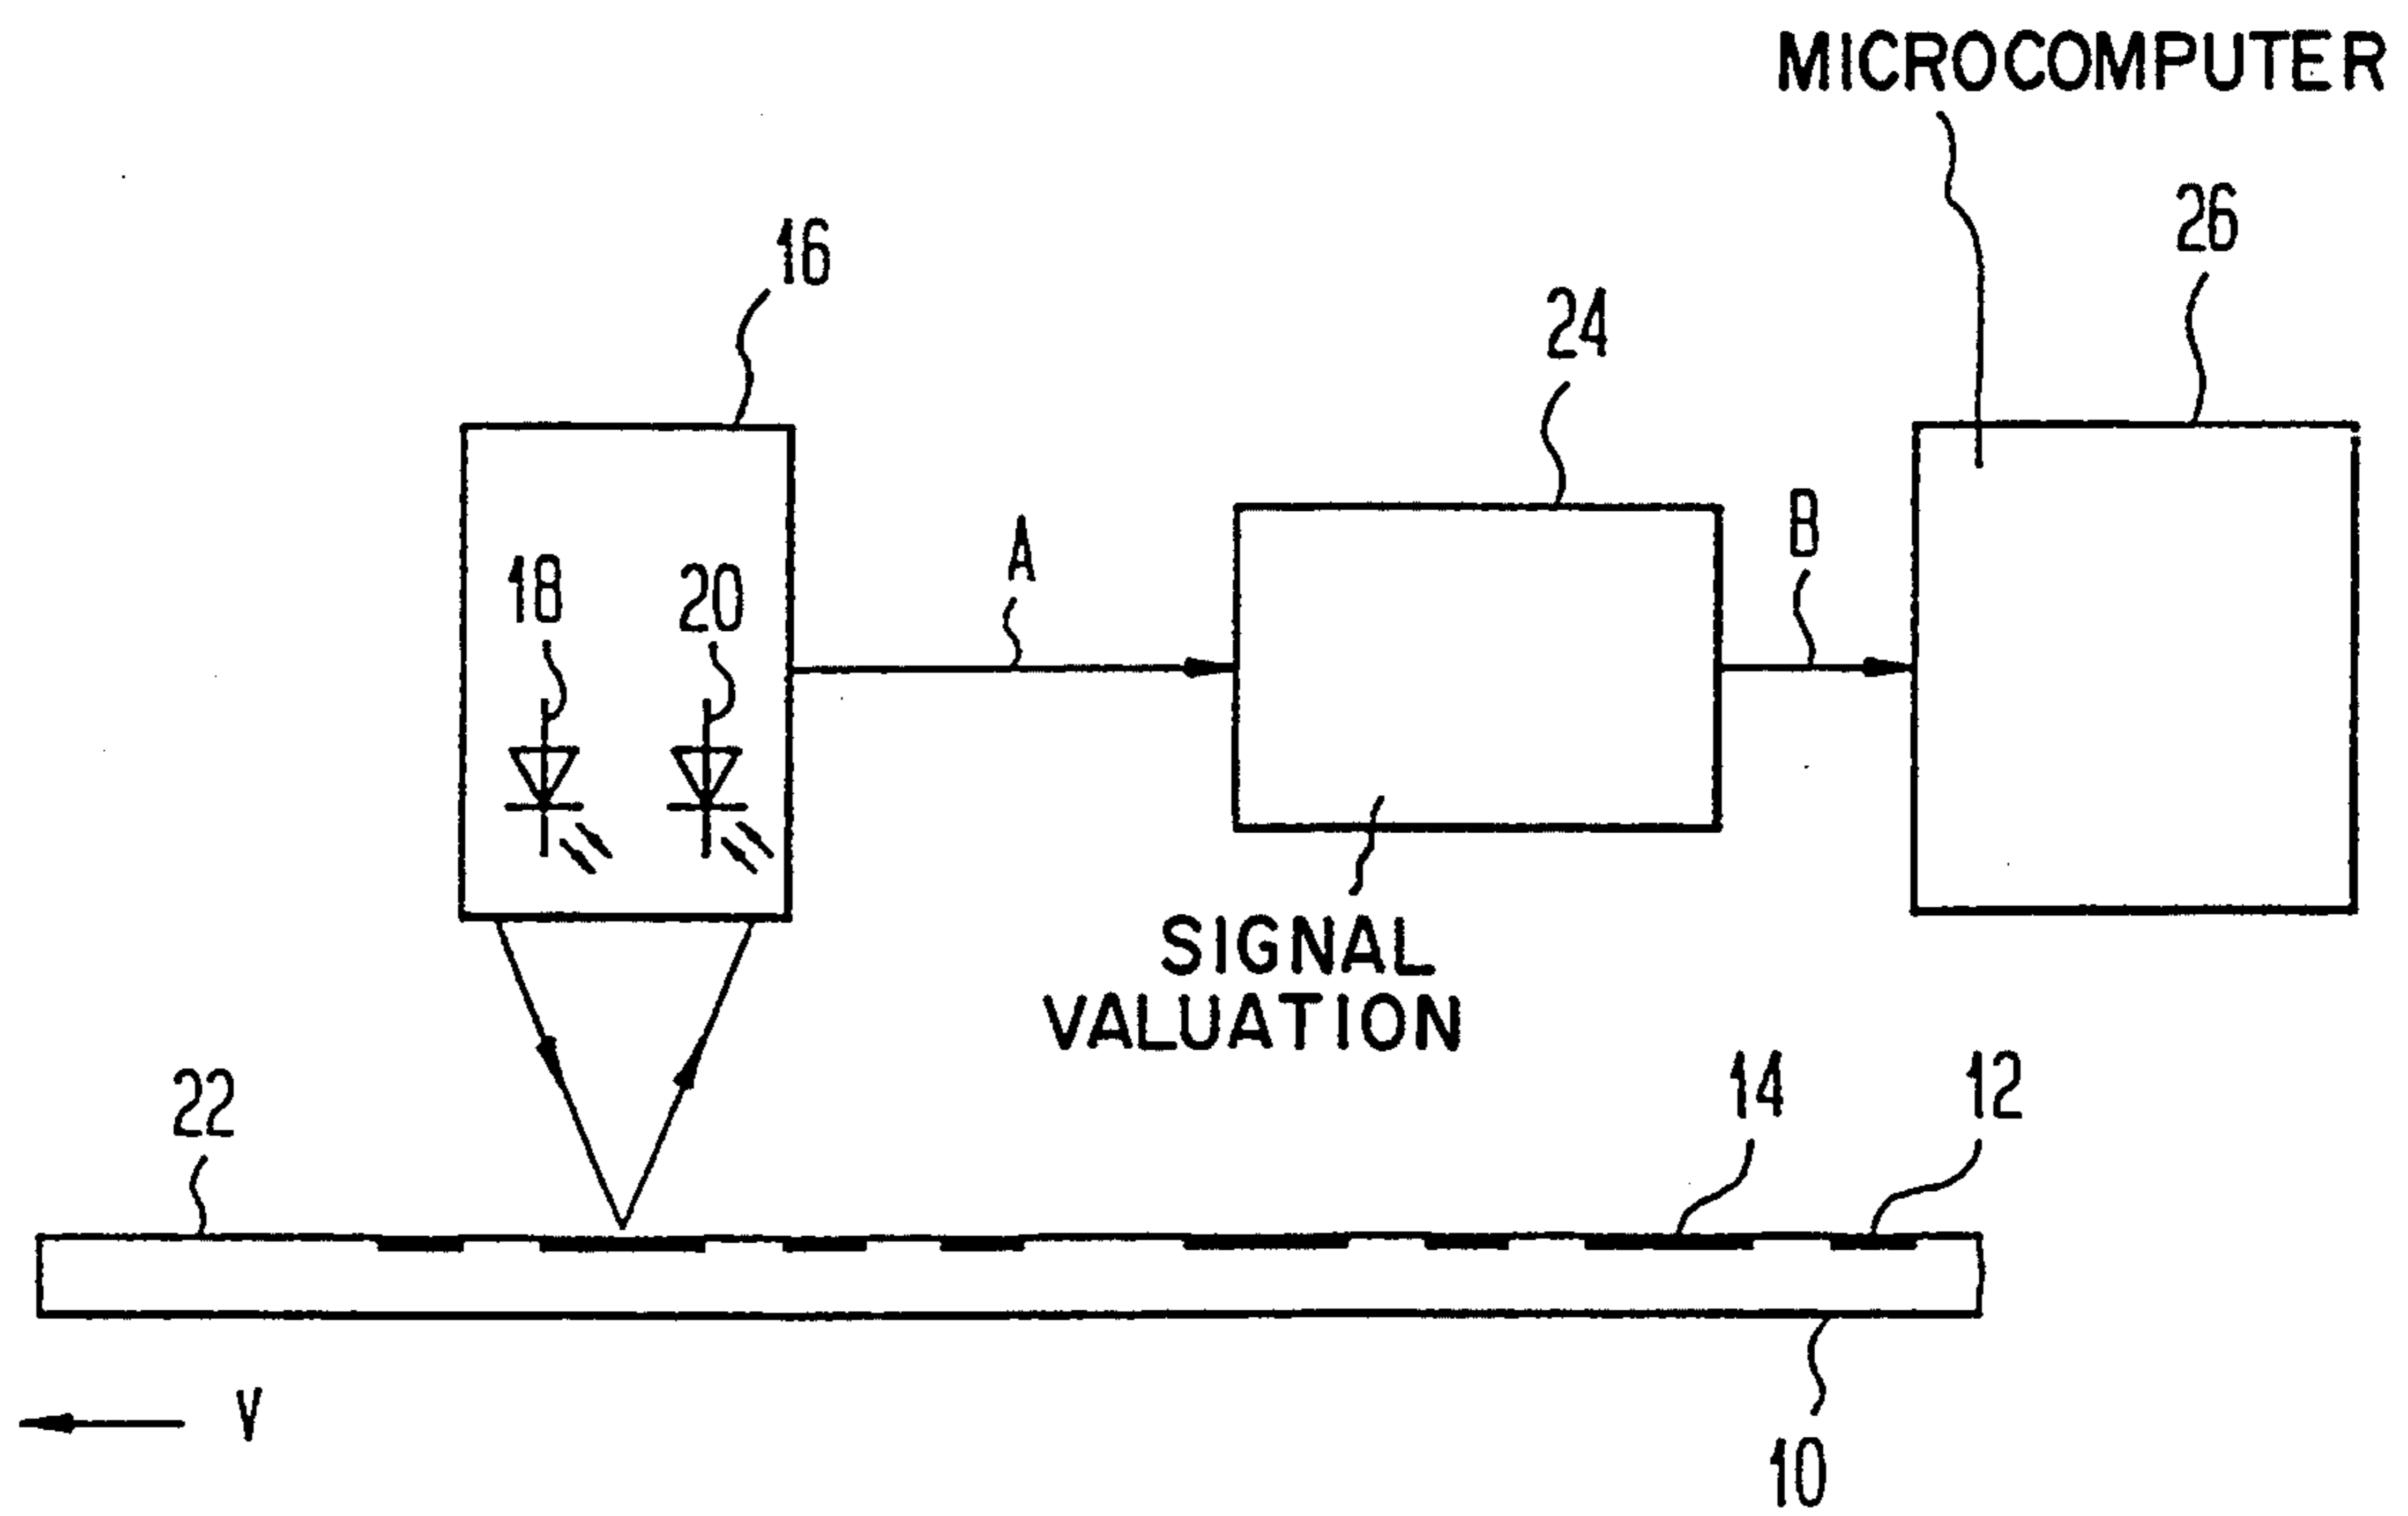 MICROCOMPUTER
26
16
24
B
A
18
20
SIGNAL
VALUATION
14
12
22
V
10